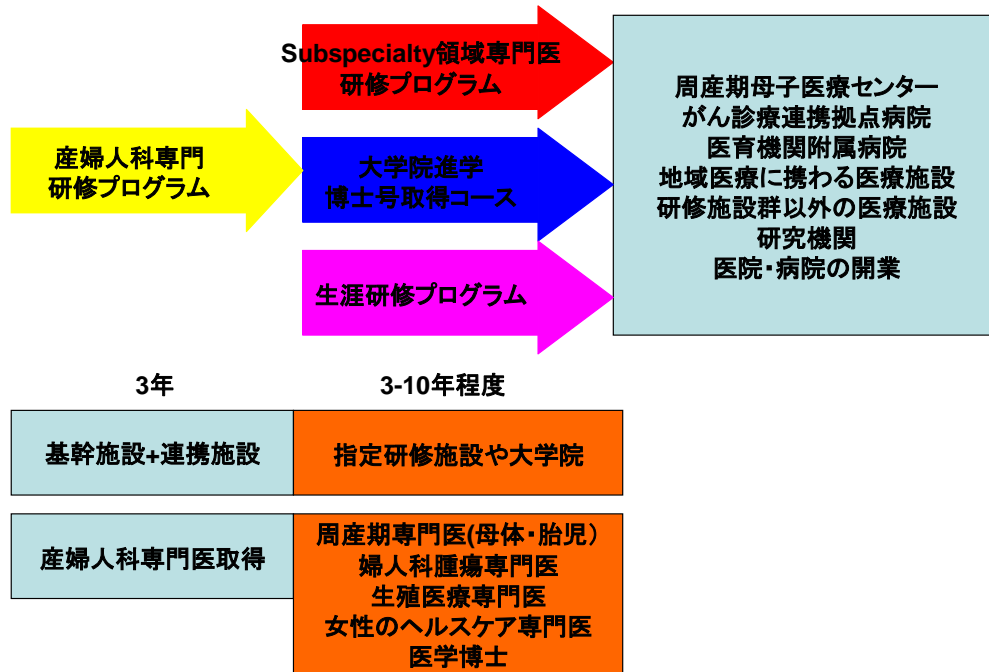 Subspecialty領域専門医
研修プログラム
産婦人科専門
研修プログラム
大学院進学
博士号取得コース
生涯研修プログラム
周産期母子医療センター
がん診療連携拠点病院
医育機関附属病院
地域医療に携わる医療施設
研修施設群以外の医療施設
研究機関
医院・病院の開業
3年
3-10年程度
基幹施設+連携施設
指定研修施設や大学院
産婦人科専門医取得
周産期専門医(母体・胎児)
婦人科腫瘍専門医
生殖医療専門医
女性のヘルスケア専門医
医学博士